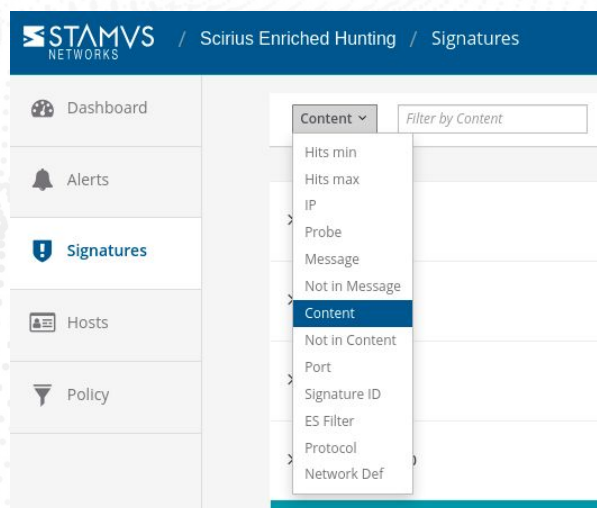 STAMVS / Scirius Enriched Hunting / Signatures
NETWORKS
Dashboard
Content
Filter by Content
Hits min
Hits max
Alerts
IP
Probe
Signatures
Message
Not in Message
Content
Hosts
Not in Content
Port
Policy
Signature ID
ES Filter
Protocol
Network Def